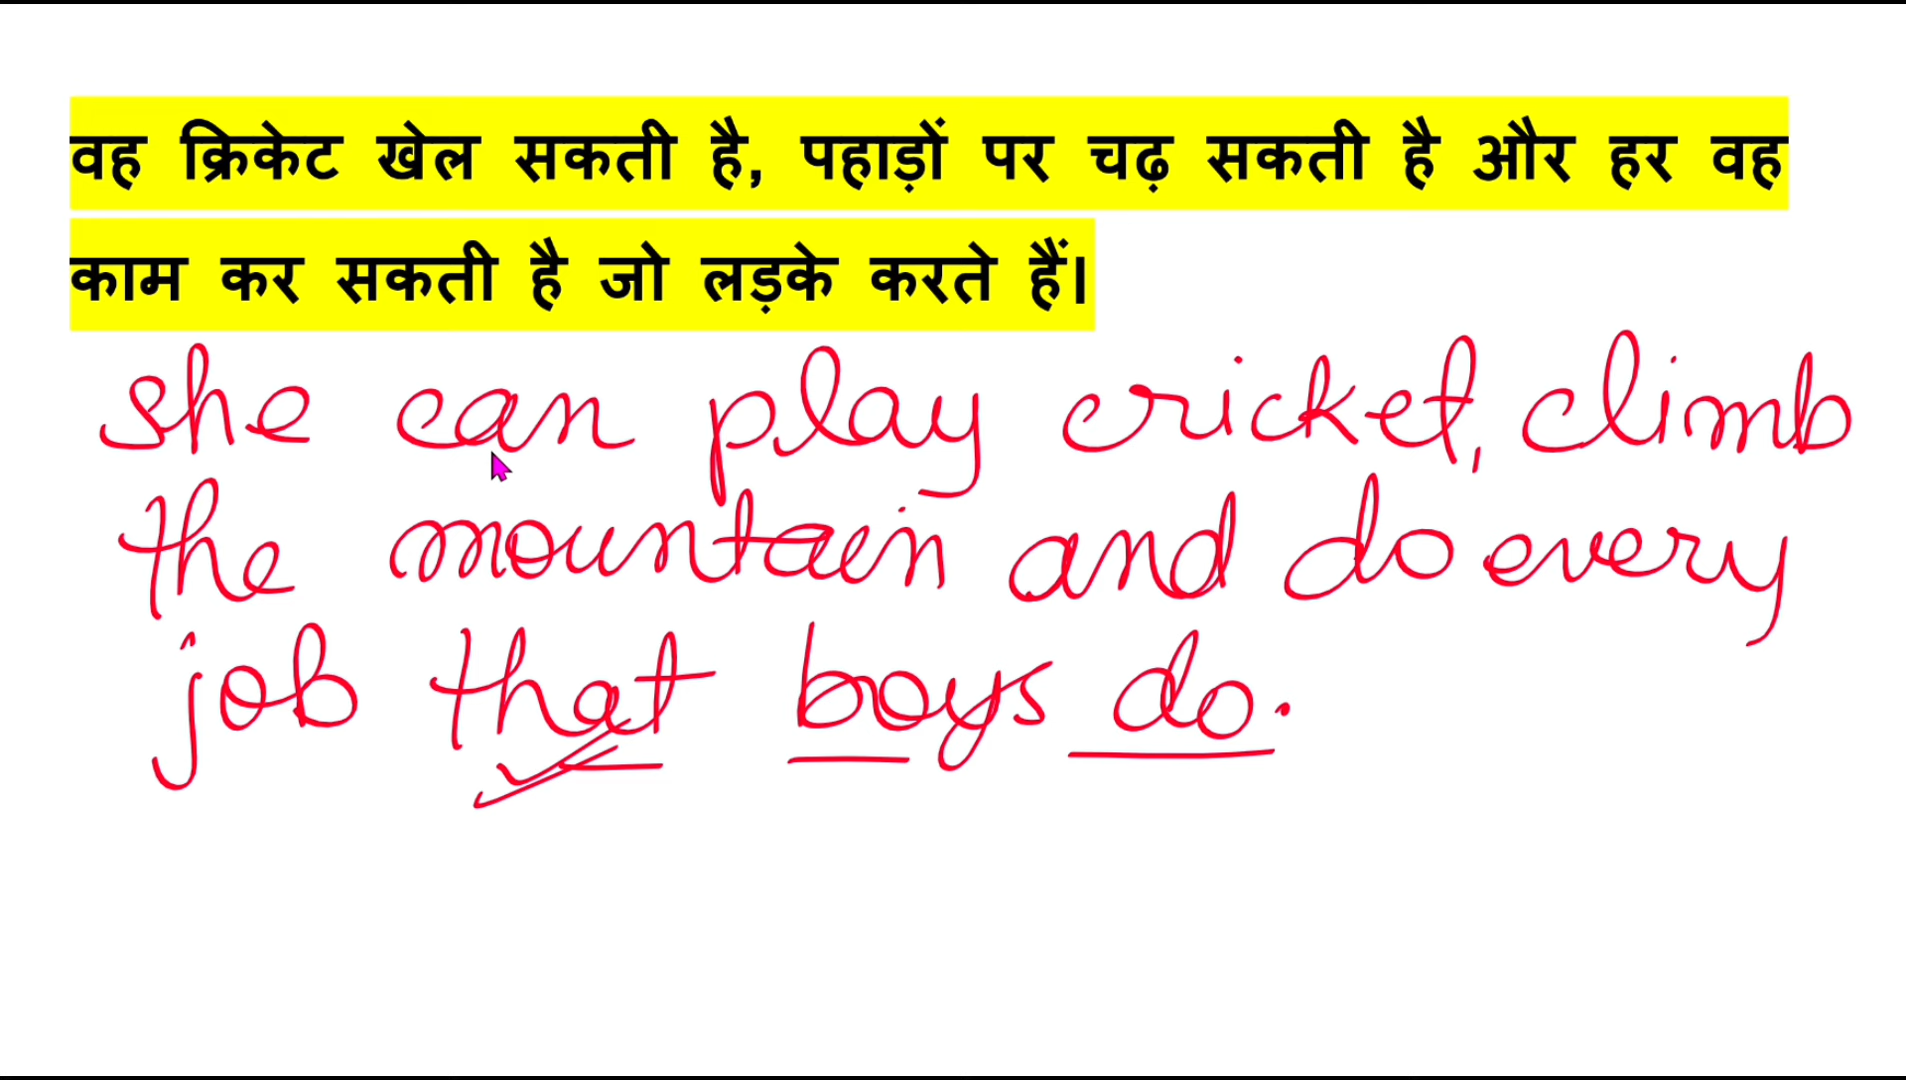 वह क्रिकेट खेल सकती है, पहाड़ों पर चढ़ सकती है और हर वह
काम कर सकती है जो लड़के करते हैं।
she can play cricket, climb
the mountain and do every
job that boys do.